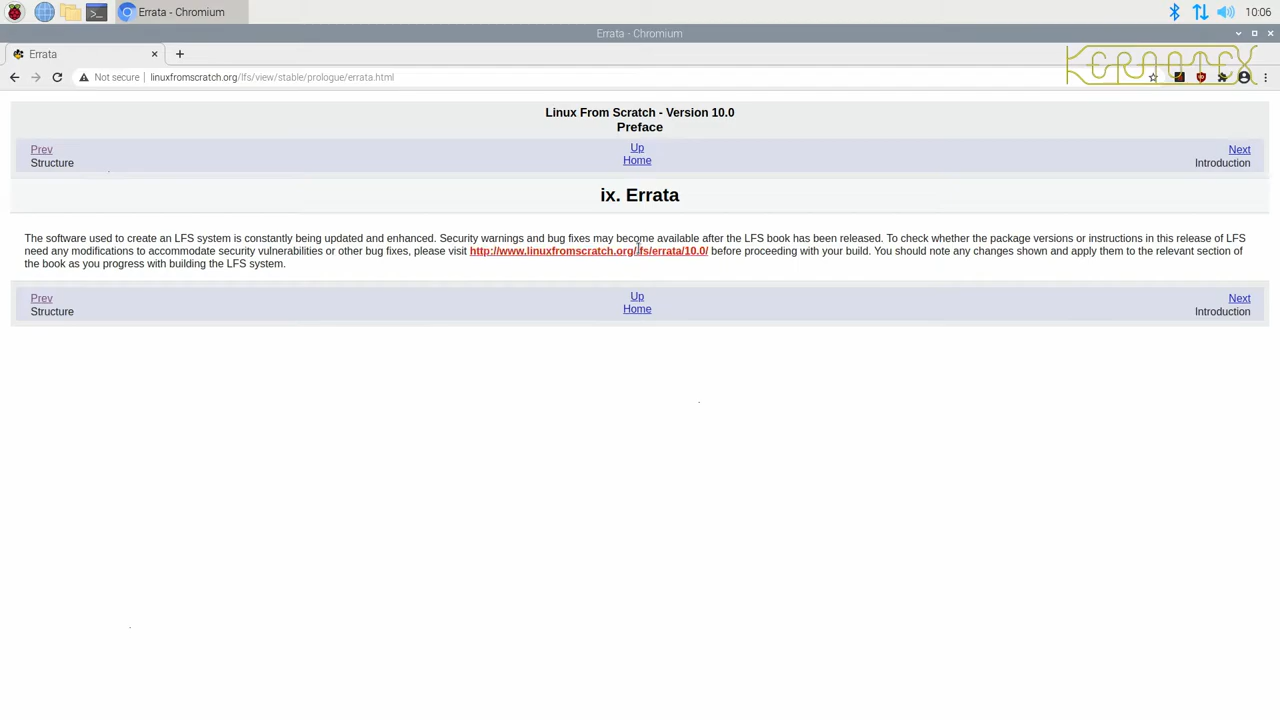 Errata - Chromium
10:06
Errata - Chromium
Errata
Not secure
linuxfromscratch.org/lfs/view/stable/prologue/errata.html
KERAOTEX
Linux From Scratch - Version 10.0
Preface
Prev
Up
Next
Structure
Home
Introduction
ix. Errata
The software used to create an LFS system is constantly being updated and enhanced. Security warnings and bug fixes may become available after the LFS book has been released. To check whether the package versions or instructions in this release of LFS
need any modifications to accommodate security vulnerabilities or other bug fixes, please visit http://www.linuxfromscratch.org/lfs/errata/10.0/ before proceeding with your build. You should note any changes shown and apply them to the relevant section of
the book as you progress with building the LFS system.
Prev
Up
Next
Structure
Home
Introduction